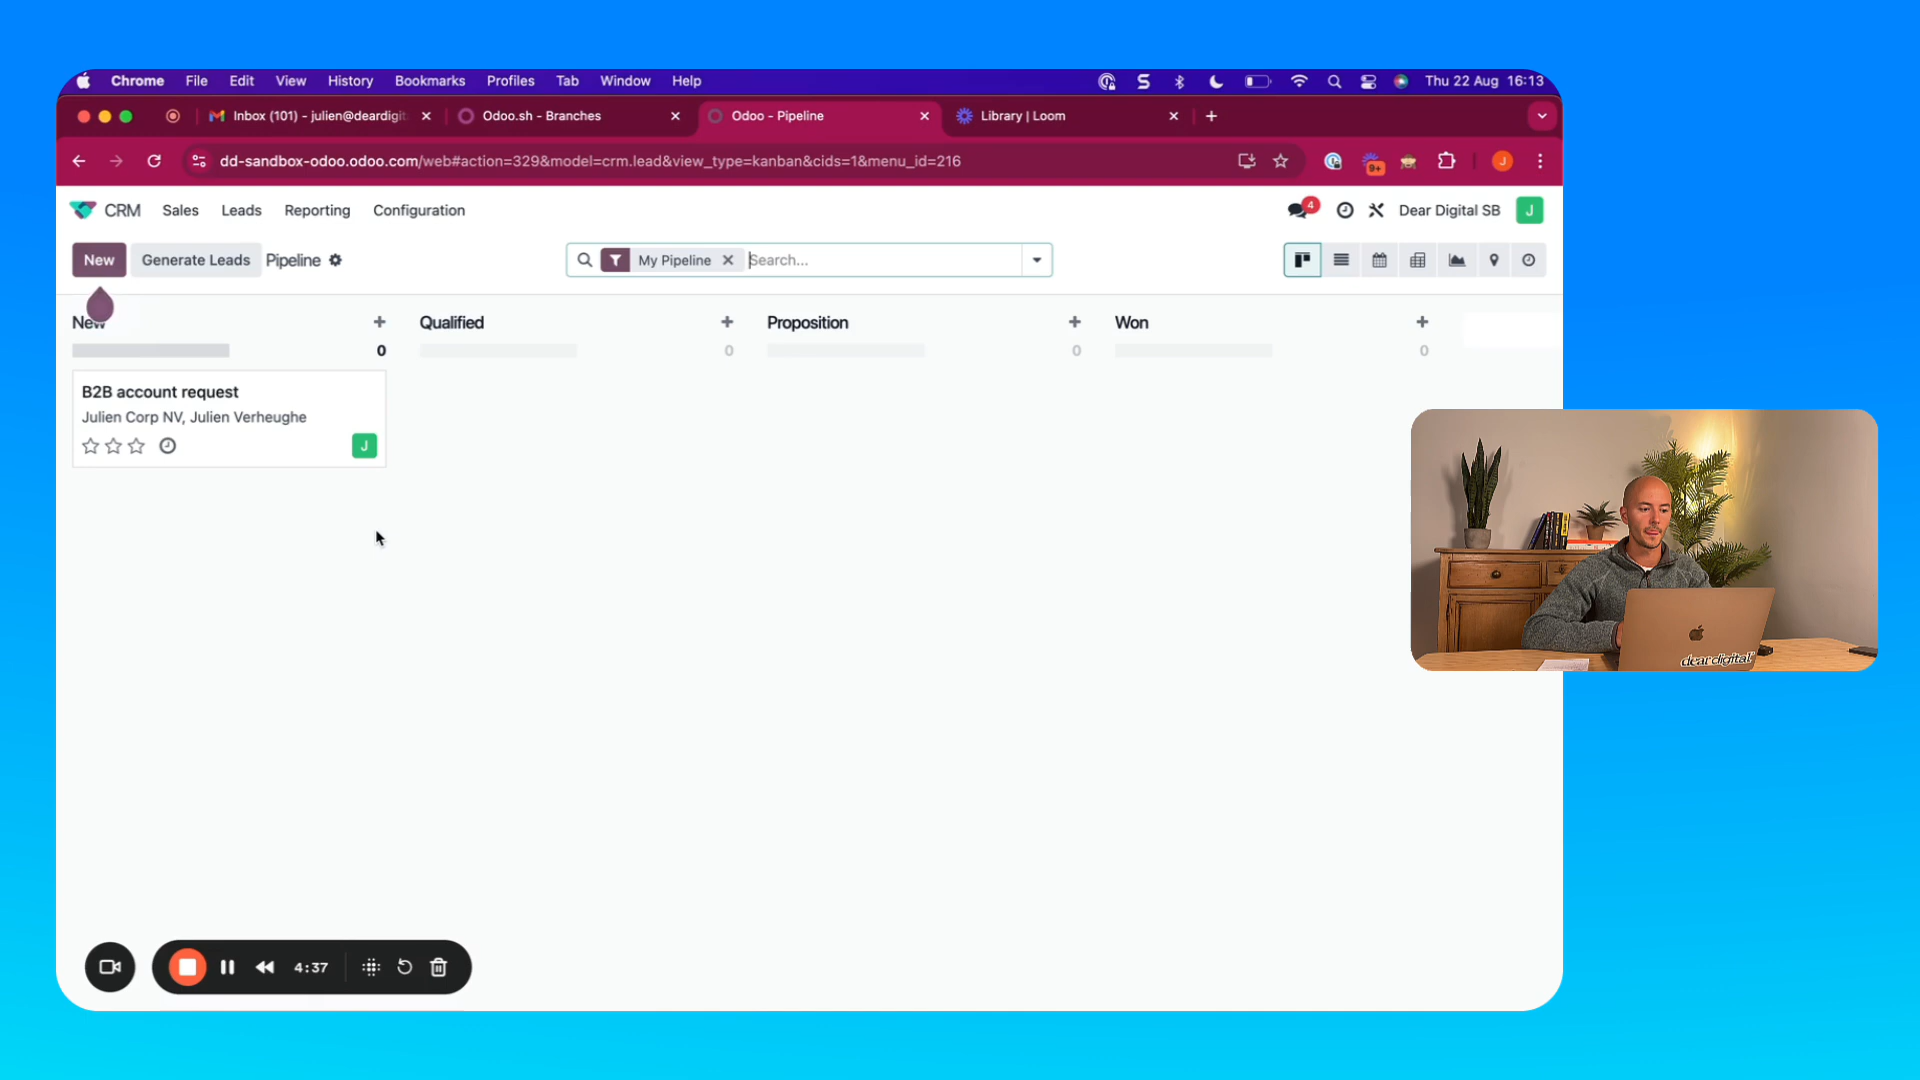 Chrome File Edit View History Bookmarks Profiles Tab Window Help Thu 22 Aug 16:13
Inbox (101) - julien@deardigit Odoo.sh - Branches Odoo - Pipeline Library | Loom
dd-sandbox-odoo.odoo.com/web#action=329&model=crm.lead&view_type=kanban&cids=1&menu_id=216 9+ J
CRM Sales Leads Reporting Configuration 4 Dear Digital SB J
New Generate Leads Pipeline My Pipeline Search...
New Qualified Proposition Won
0 0 0 0
B2B account request
Julien Corp NV, Julien Verheughe
J
4:37
dear digital